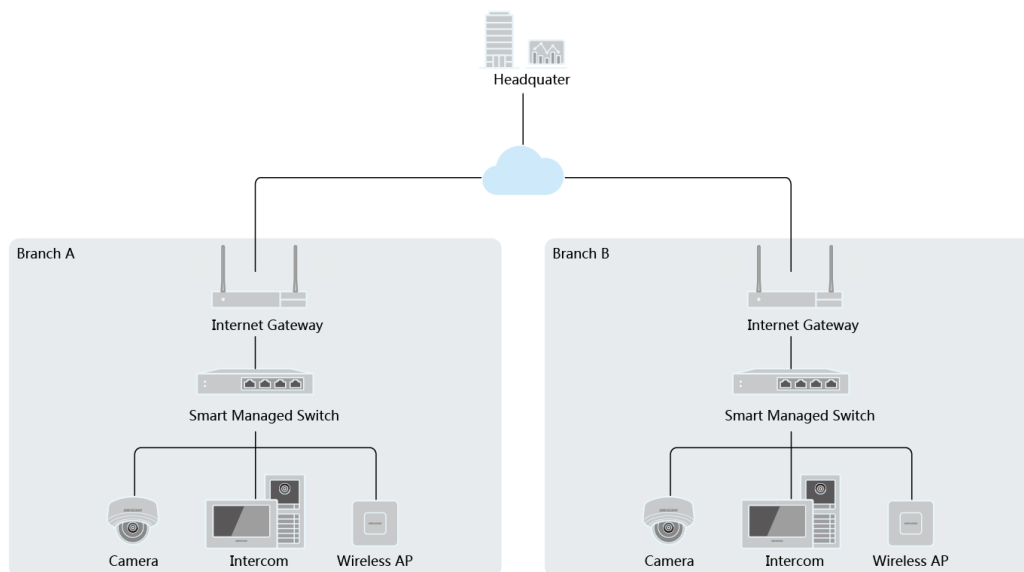 Headquater
Branch A
Internet Gateway
Smart Managed Switch
Camera
Intercom
Wireless AP
Branch B
Internet Gateway
Smart Managed Switch
Camera
Intercom
Wireless AP